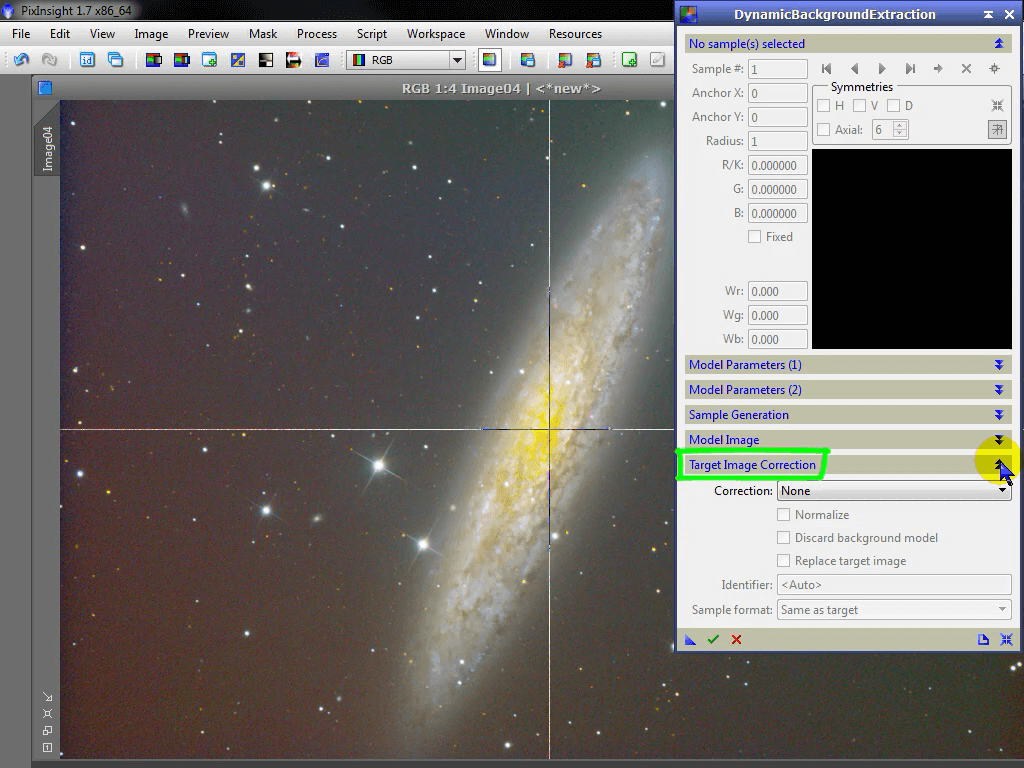 PixInsight 1.7 x86_64
File Edit View Image Preview Mask Process Script Workspace Window Resources
RGB
RGB 1:4 Image04 | <*new*>
Image04
DynamicBackgroundExtraction
No sample(s) selected
Sample #: 1
Anchor X: 0
Anchor Y: 0
Radius: 1
R/K: 0.000000
G: 0.000000
B: 0.000000
Fixed
Wr: 0.000
Wg: 0.000
Wb: 0.000
Symmetries
H V D
Axial: 6
Model Parameters (1)
Model Parameters (2)
Sample Generation
Model Image
Target Image Correction
Correction: None
Normalize
Discard background model
Replace target image
Identifier: <Auto>
Sample format: Same as target